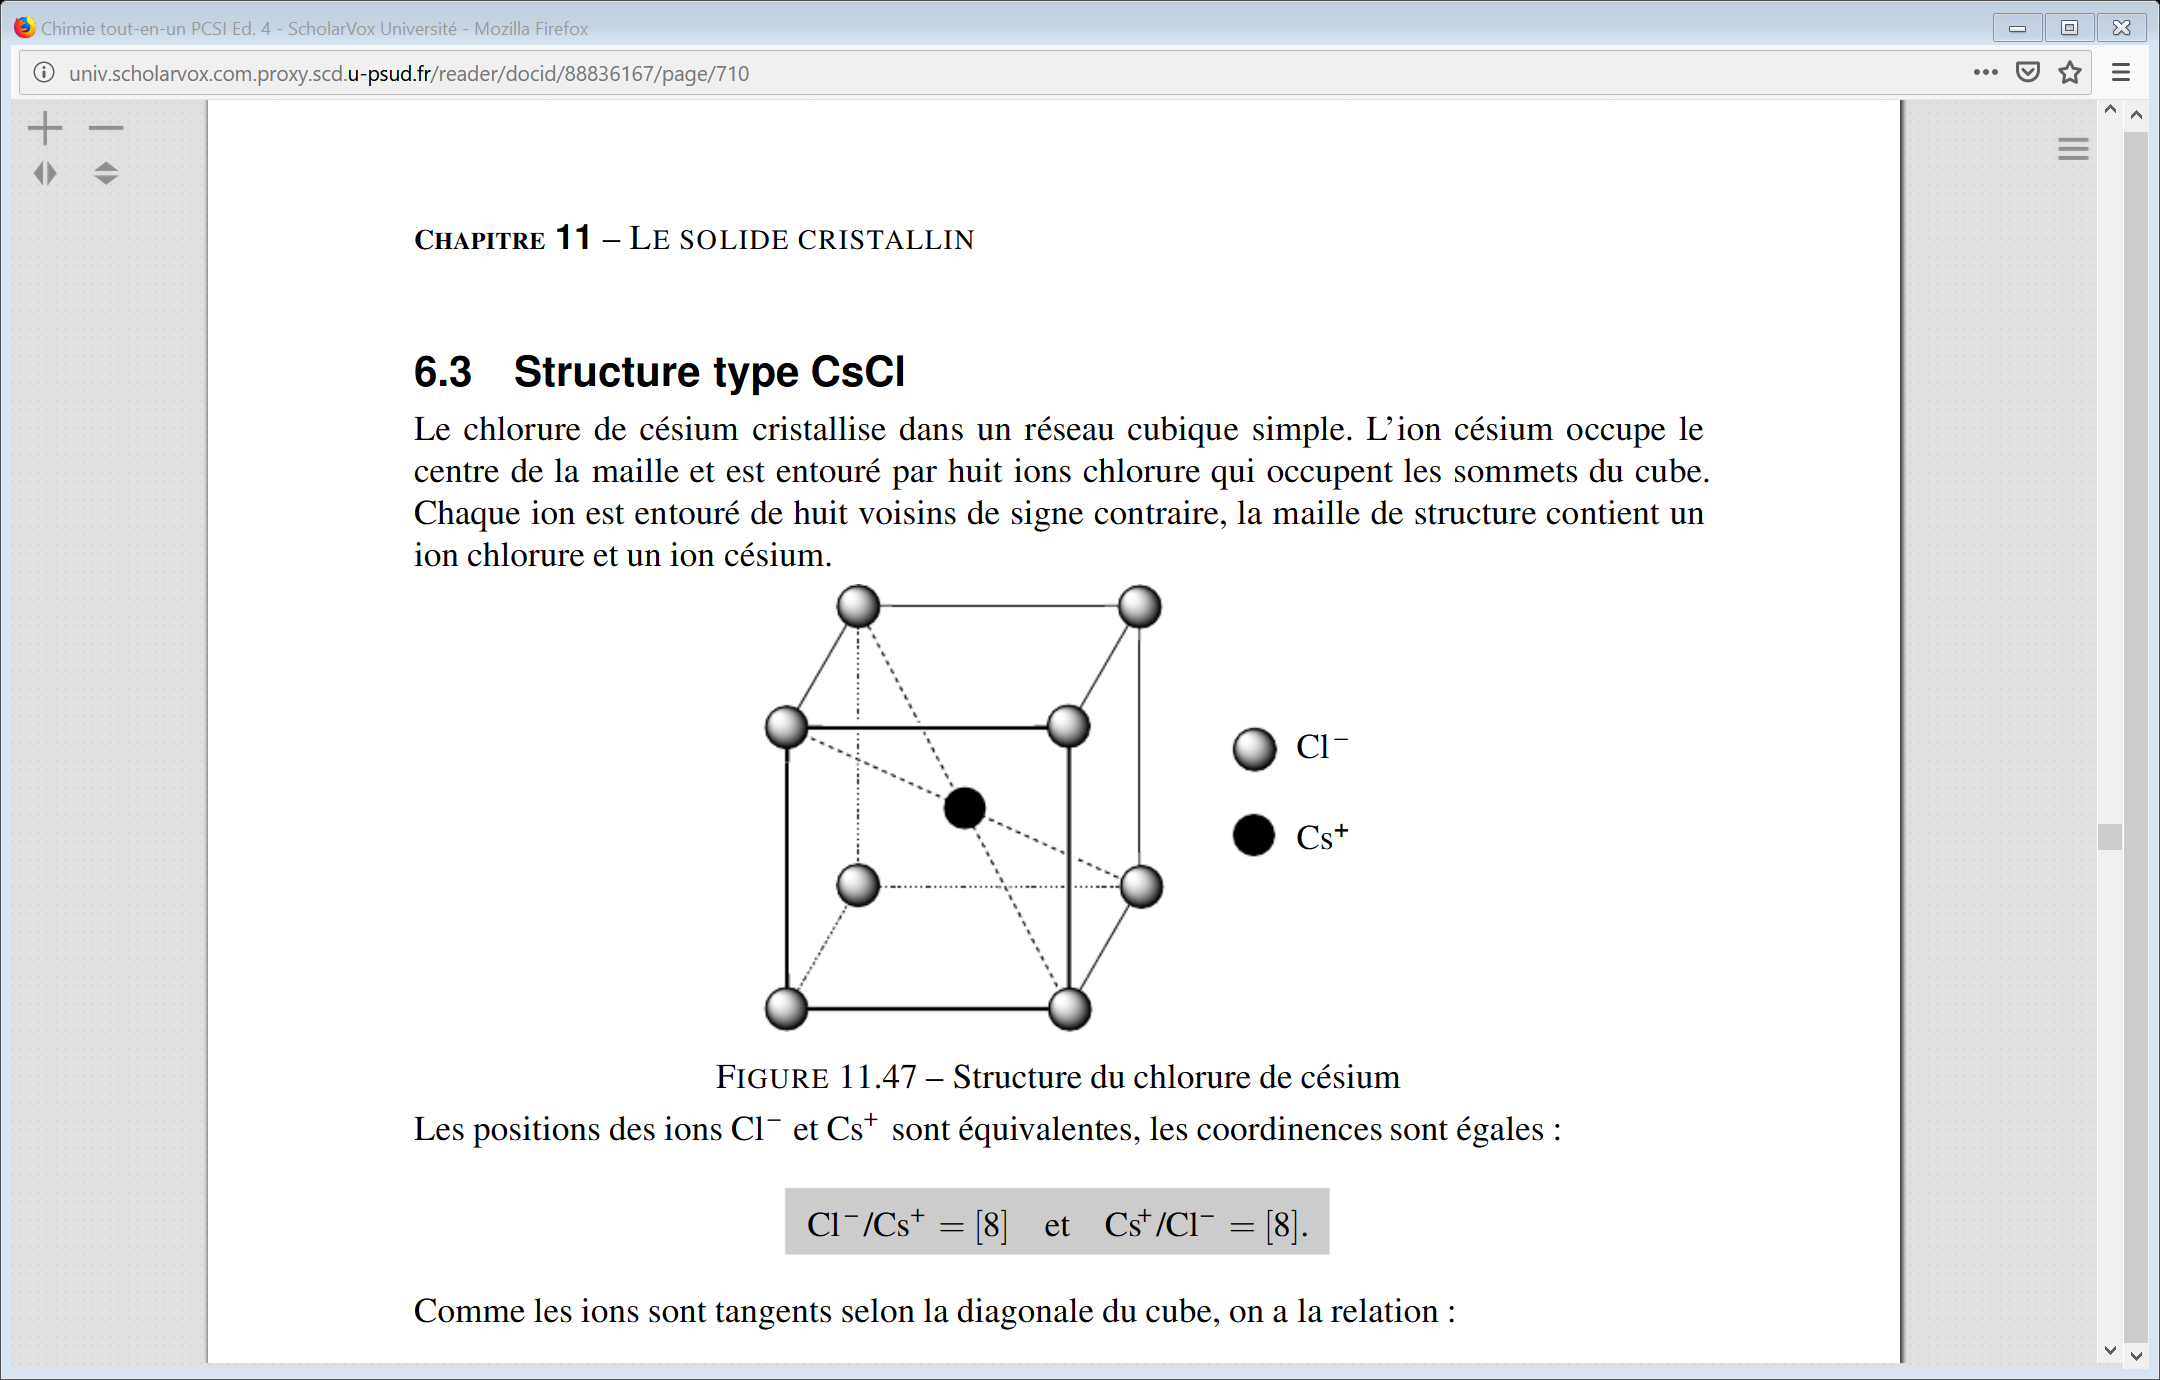 Chimie tout-en-un PCSI Ed. 4 - ScholarVox Université - Mozilla Firefox
univ.scholarvox.com.proxy.scd.u-psud.fr/reader/docid/88836167/page/710
CHAPITRE 11 – LE SOLIDE CRISTALLIN
6.3 Structure type CsCl
Le chlorure de césium cristallise dans un réseau cubique simple. L'ion césium occupe le
centre de la maille et est entouré par huit ions chlorure qui occupent les sommets du cube.
Chaque ion est entouré de huit voisins de signe contraire, la maille de structure contient un
ion chlorure et un ion césium.
Cl⁻
Cs⁺
FIGURE 11.47 – Structure du chlorure de césium
Les positions des ions Cl⁻ et Cs⁺ sont équivalentes, les coordinences sont égales :
Cl⁻/Cs⁺ = [8] et Cs⁺/Cl⁻ = [8].
Comme les ions sont tangents selon la diagonale du cube, on a la relation :